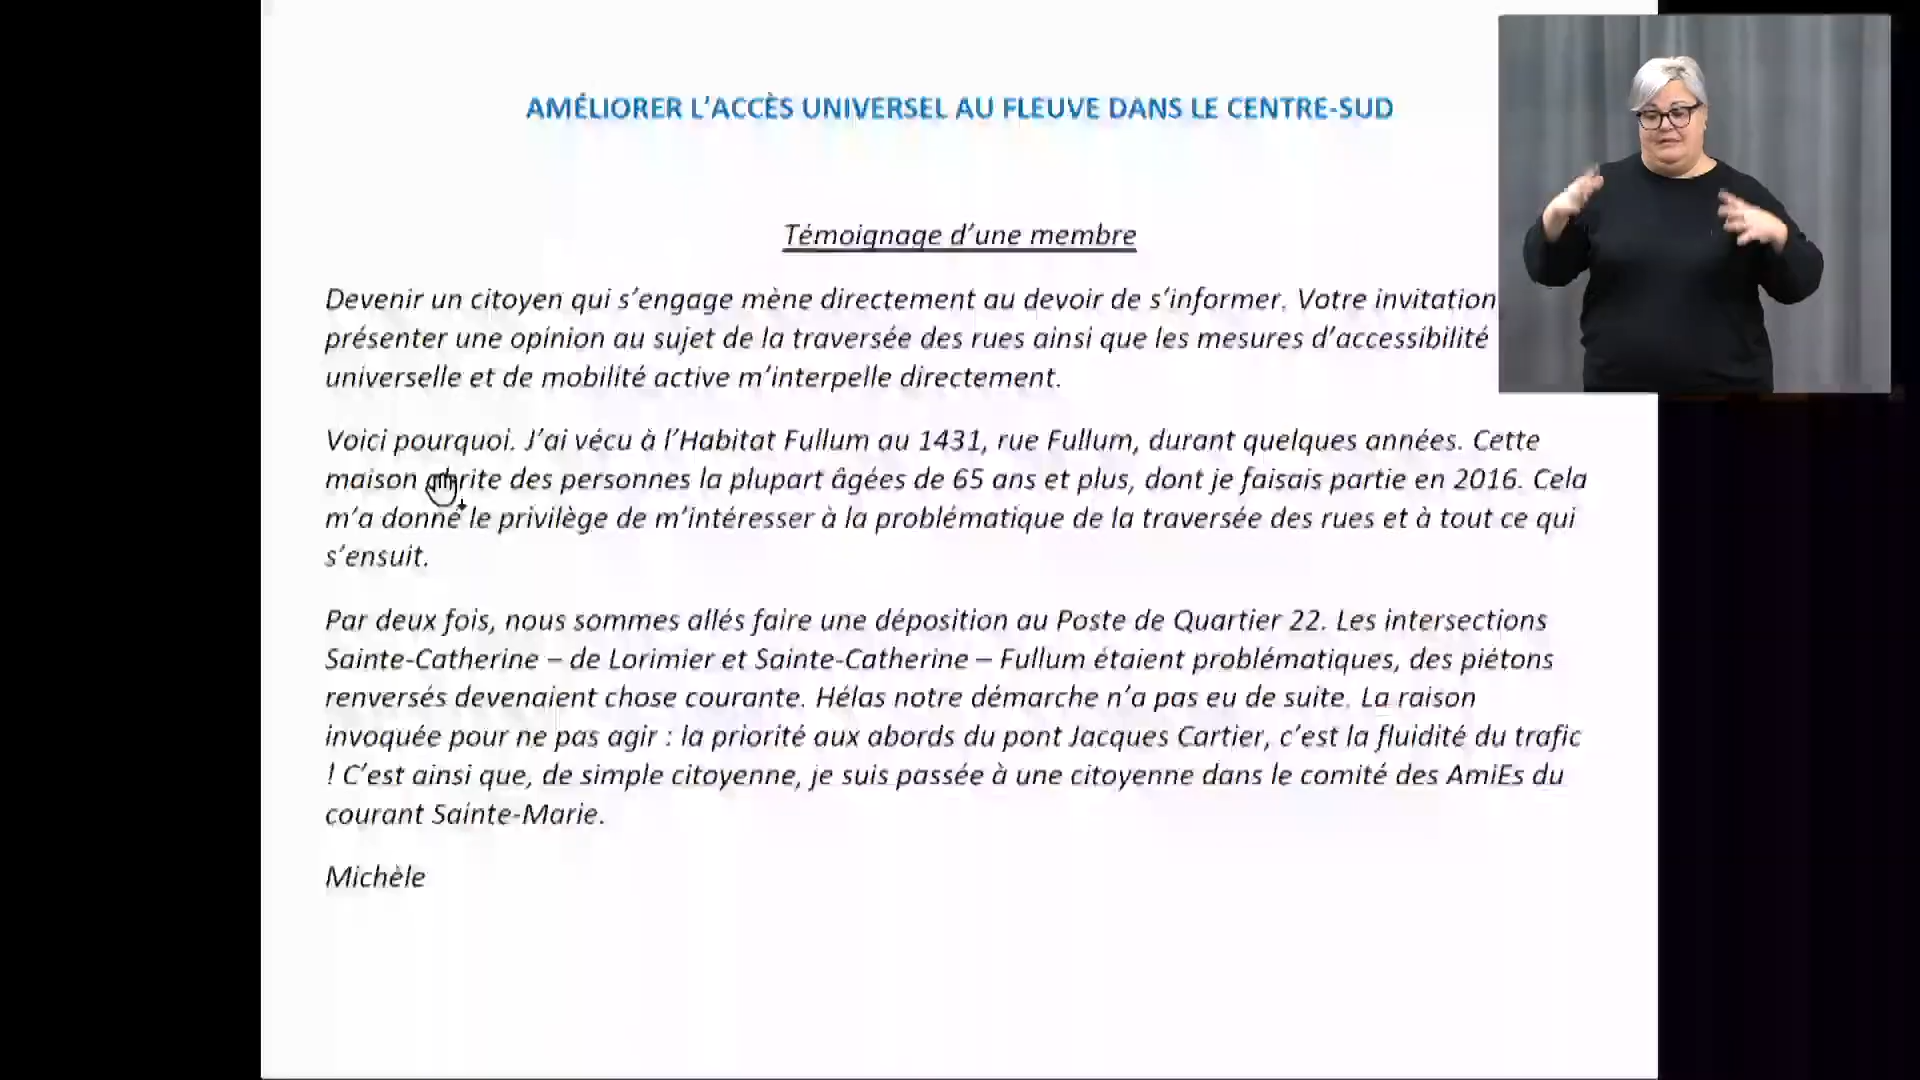 AMÉLIORER L’ACCÈS UNIVERSEL AU FLEUVE DANS LE CENTRE-SUD
Témoignage d’une membre
Devenir un citoyen qui s’engage mène directement au devoir de s’informer. Votre invitation
présenter une opinion au sujet de la traversée des rues ainsi que les mesures d’accessibilité
universelle et de mobilité active m’interpelle directement.
Voici pourquoi. J’ai vécu à l’Habitat Fullum au 1431, rue Fullum, durant quelques années. Cette
maison des personnes la plupart âgées de 65 ans et plus, dont je faisais partie en 2016. Cela
m’a donné le privilège de m’intéresser à la problématique de la traversée des rues et à tout ce qui
s’ensuit.
Par deux fois, nous sommes allés faire une déposition au Poste de Quartier 22. Les intersections
Sainte-Catherine – de Lorimier et Sainte-Catherine – Fullum étaient problématiques, des piétons
renversés devenaient chose courante. Hélas notre démarche n’a pas eu de suite. La raison
invoquée pour ne pas agir : la priorité aux abords du pont Jacques Cartier, c’est la fluidité du trafic
! C’est ainsi que, de simple citoyenne, je suis passée à une citoyenne dans le comité des AmiEs du
courant Sainte-Marie.
Michèle